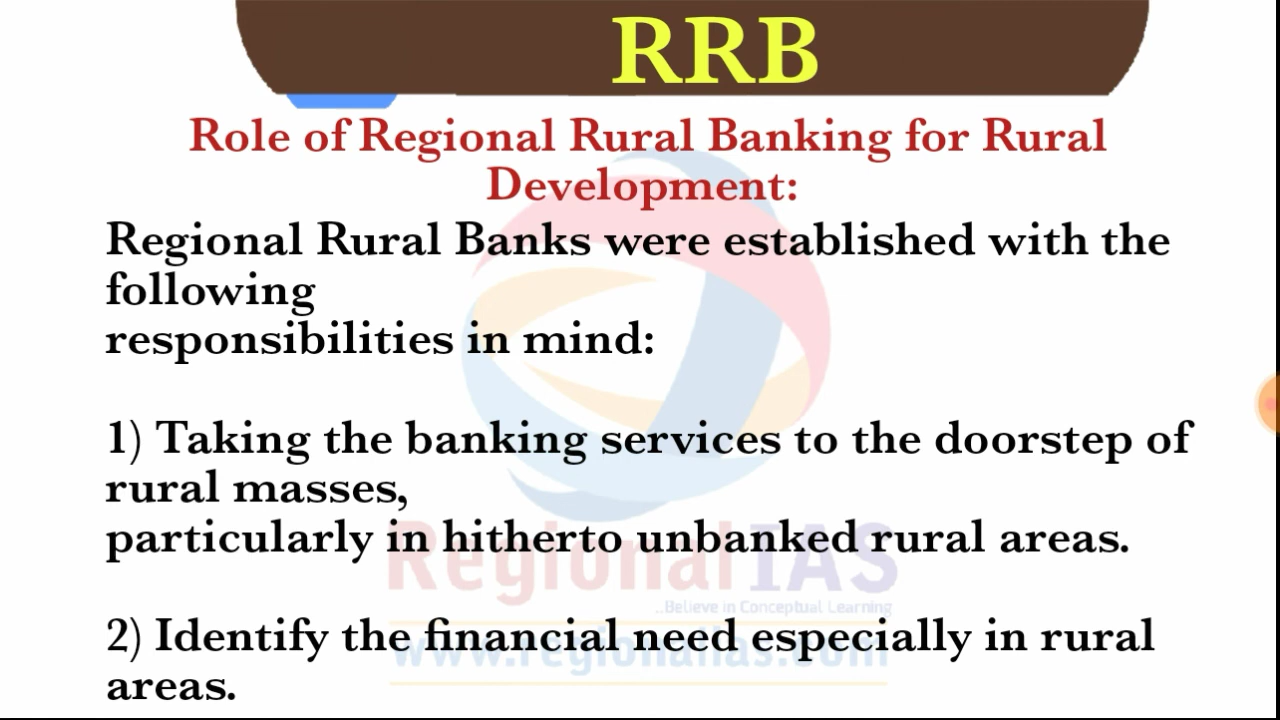 RRB
Role of Regional Rural Banking for Rural
Development:
Regional Rural Banks were established with the
following
responsibilities in mind:
1) Taking the banking services to the doorstep of
rural masses,
particularly in hitherto unbanked rural areas.
RegionalIAS
..Believe in Conceptual Learning
2) Identify the financial need especially in rural
www.regionalias.com
areas.